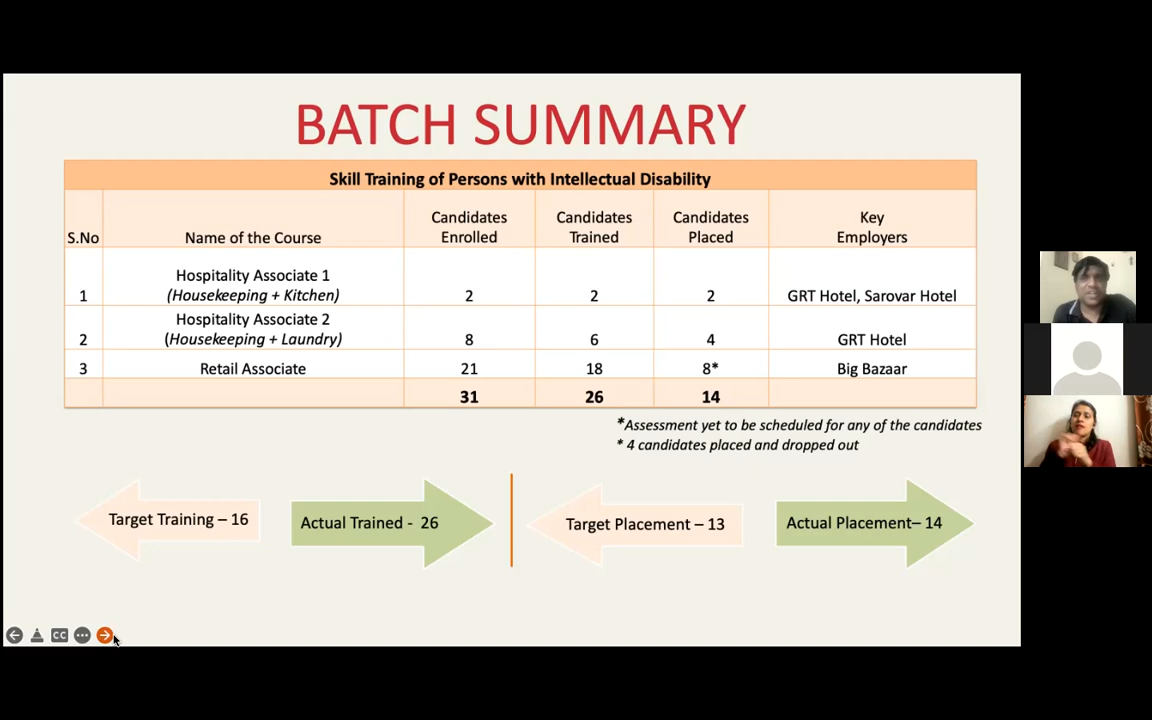 BATCH SUMMARY
Skill Training of Persons with Intellectual Disability
S.No Name of the Course Candidates Enrolled Candidates Trained Candidates Placed Key Employers
1 Hospitality Associate 1 (Housekeeping + Kitchen) 2 2 2 GRT Hotel, Sarovar Hotel
2 Hospitality Associate 2 (Housekeeping + Laundry) 8 6 4 GRT Hotel
3 Retail Associate 21 18 8* Big Bazaar
31 26 14
*Assessment yet to be scheduled for any of the candidates
* 4 candidates placed and dropped out
Target Training – 16 Actual Trained - 26 Target Placement – 13 Actual Placement– 14
CC